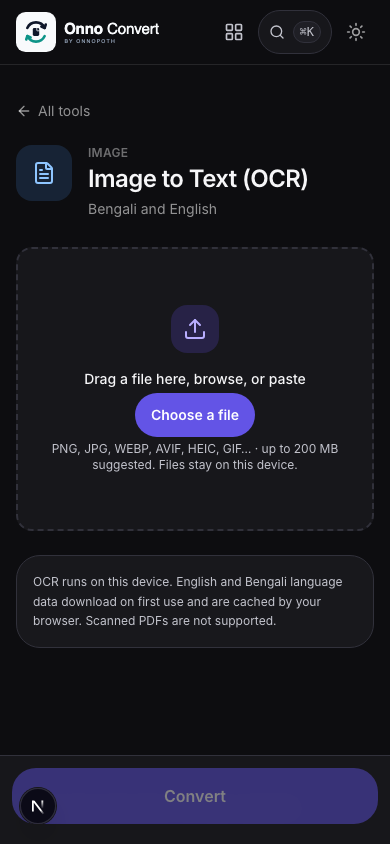 Onno Convert
BY ONNOPOTH
⌘K
← All tools
IMAGE
Image to Text (OCR)
Bengali and English
Drag a file here, browse, or paste
Choose a file
PNG, JPG, WEBP, AVIF, HEIC, GIF... · up to 200 MB
suggested. Files stay on this device.
OCR runs on this device. English and Bengali language
data download on first use and are cached by your
browser. Scanned PDFs are not supported.
Convert
N